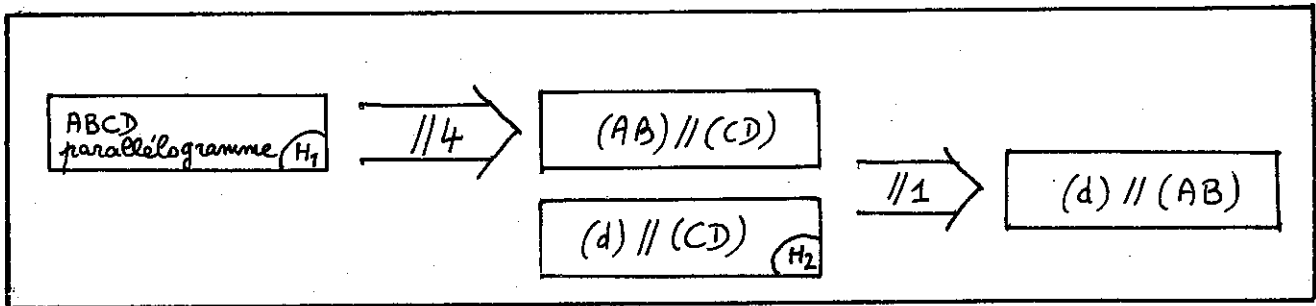 ABCD
parallélogramme H1
//4
(AB) // (CD)
(d) // (CD) H2
//1
(d) // (AB)